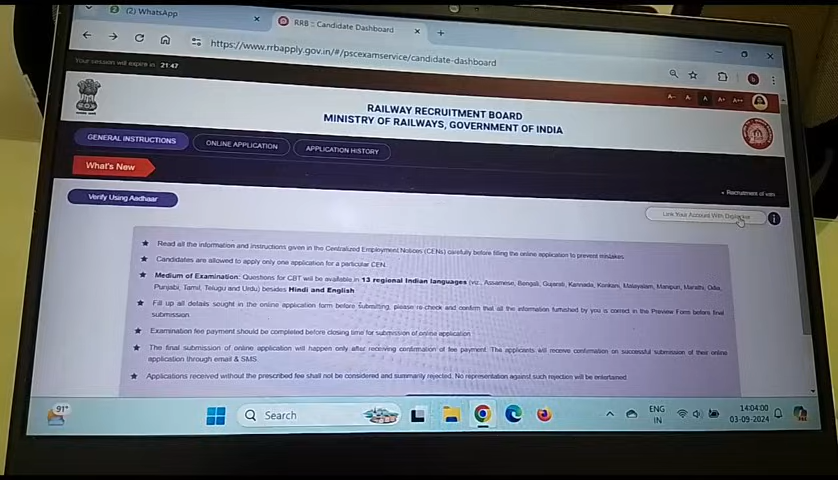 (2) WhatsApp
RRB :: Candidate Dashboard
https://www.rrbapply.gov.in/#/pscexamservice/candidate-dashboard
Your session will expire in 21:47
A-- A- A A+ A++
RAILWAY RECRUITMENT BOARD
MINISTRY OF RAILWAYS, GOVERNMENT OF INDIA
GENERAL INSTRUCTIONS ONLINE APPLICATION APPLICATION HISTORY
What's New
Recruitment of
Verify Using Aadhaar
Link Your Account With Digilocker
Read all the information and instructions given in the Centralized Employment Notices (CENs) carefully before filling the online application to prevent mistakes.
Candidates are allowed to apply only one application for a particular CEN.
Medium of Examination: Questions for CBT will be available in 13 regional Indian languages (viz., Assamese, Bengali, Gujarati, Kannada, Konkani, Malayalam, Manipuri, Marathi, Odia,
Punjabi, Tamil, Telugu and Urdu) besides Hindi and English.
Fill up all details sought in the online application form before submitting, please re-check and confirm that all the information furnished by you is correct in the Preview Form before final
submission.
Examination fee payment should be completed before closing time for submission of online application
The final submission of online application will happen only after receiving confirmation of fee payment. The applicants will receive confirmation on successful submission of their online
application through email & SMS.
Applications received without the prescribed fee shall not be considered and summarily rejected. No representation against such rejection will be entertained
91°
Search
ENG
IN
14:04:00
03-09-2024